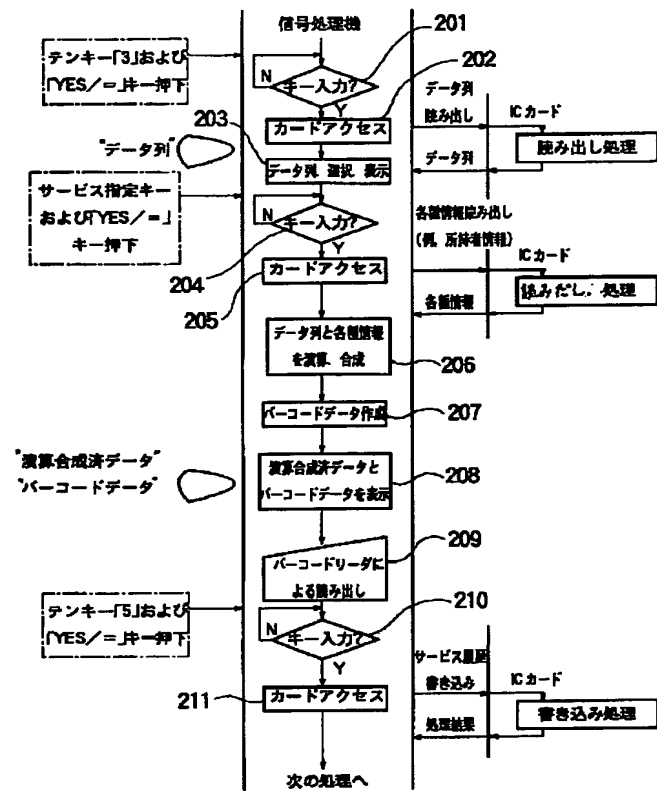 信号処理機
201
テンキー「3」および
「YES/=」キー押下
N
キー入力?
Y
202
カードアクセス
データ列
読み出し
ICカード
読み出し処理
データ列
"データ列"
203
データ列、選択、表示
サービス指定キー
および「YES/=」
キー押下
N
キー入力?
Y
204
各種情報読み出し
(例、所持者情報)
ICカード
カードアクセス
205
各種情報
処理
データ列と各種情報
を演算、合成
206
バーコードデータ作成
207
"演算合成済データ"
"バーコードデータ"
演算合成済データと
バーコードデータを表示
208
バーコードリーダに
よる読み出し
209
テンキー「5」および
「YES/=」キー押下
N
キー入力?
Y
210
カードアクセス
211
サービス履歴
書き込み
ICカード
書き込み処理
処理結果
次の処理へ